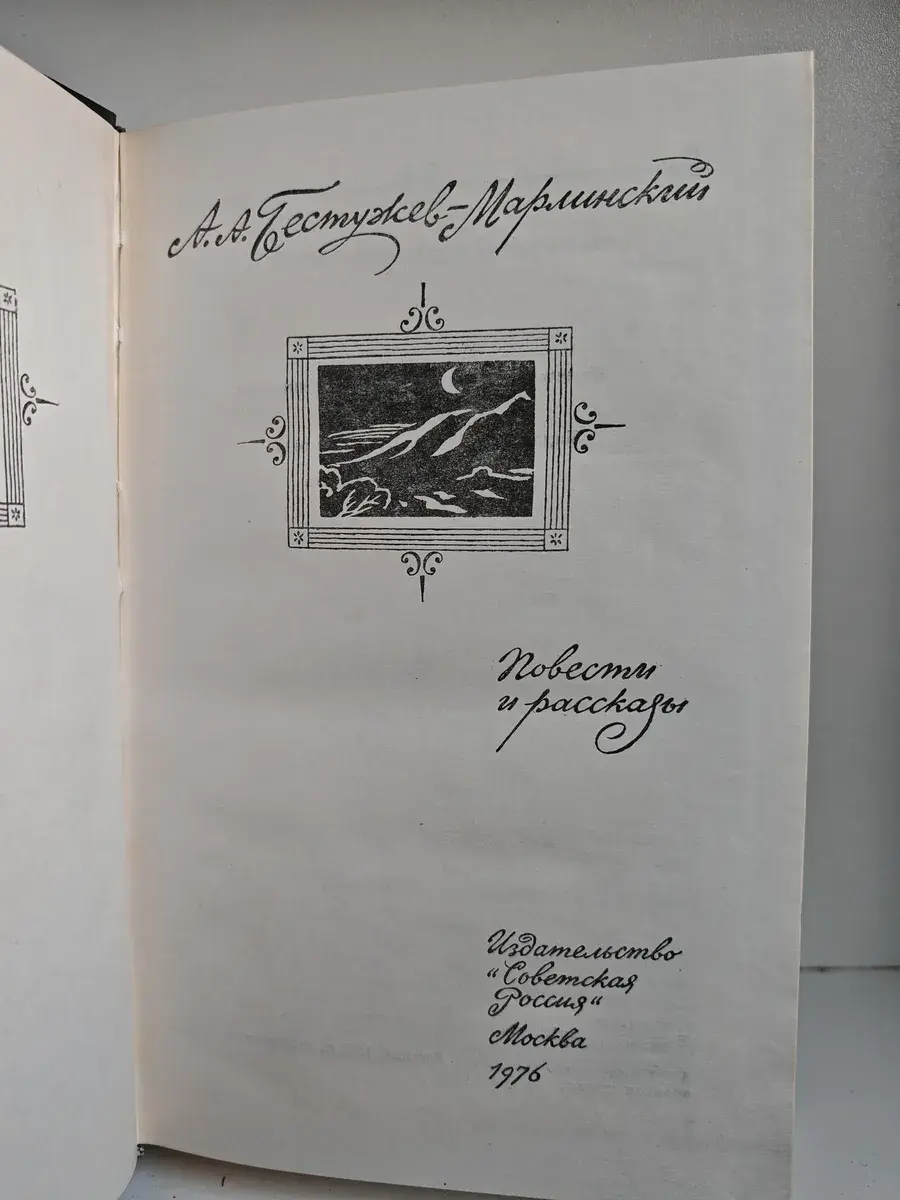 А. А. Бестужев-Марлинский
Повести
и рассказы
Издательство
"Советская
Россия"
Москва
1976